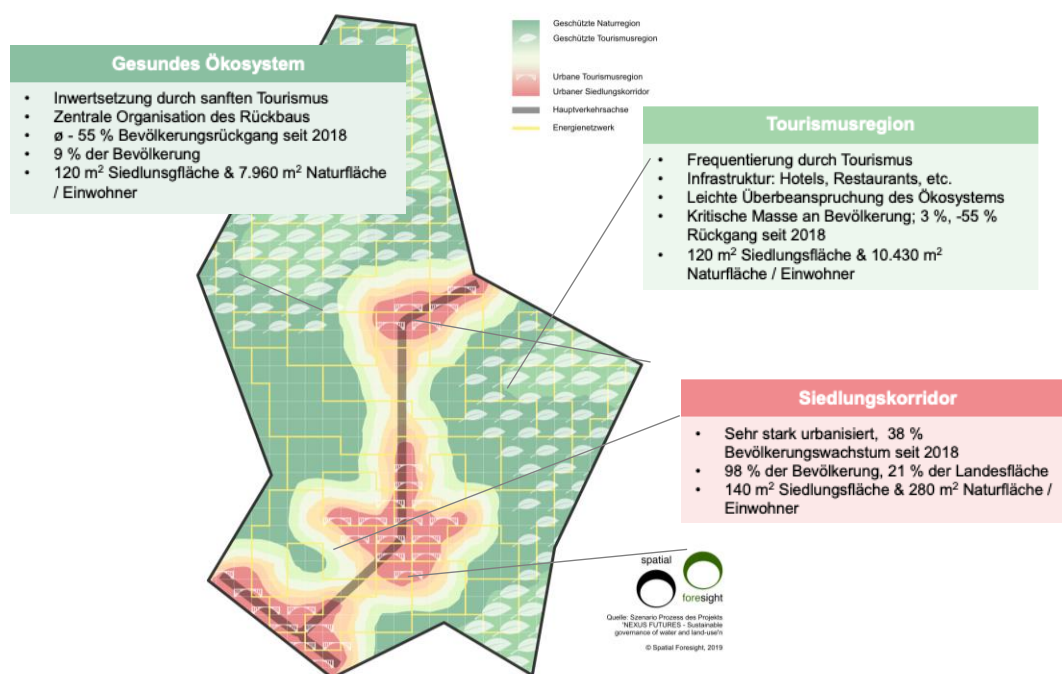 Geschützte Naturregion
Geschützte Tourismusregion
Urbane Tourismusregion
Urbaner Siedlungskorridor
Hauptverkehrsachse
Energienetzwerk
Gesundes Ökosystem
• Inwertsetzung durch sanften Tourismus
• Zentrale Organisation des Rückbaus
• ø - 55 % Bevölkerungsrückgang seit 2018
• 9 % der Bevölkerung
• 120 m² Siedlunsgfläche & 7.960 m² Naturfläche
/ Einwohner
Tourismusregion
• Frequentierung durch Tourismus
• Infrastruktur: Hotels, Restaurants, etc.
• Leichte Überbeanspruchung des Ökosystems
• Kritische Masse an Bevölkerung; 3 %, -55 %
Rückgang seit 2018
• 120 m² Siedlungsfläche & 10.430 m²
Naturfläche / Einwohner
Siedlungskorridor
• Sehr stark urbanisiert, 38 %
Bevölkerungswachstum seit 2018
• 98 % der Bevölkerung, 21 % der Landesfläche
• 140 m² Siedlungsfläche & 280 m² Naturfläche /
Einwohner
spatial
foresight
Quelle: Szenario Prozess des Projekts
'NEXUS FUTURES - Sustainable
governance of water and land-use'n
© Spatial Foresight, 2019